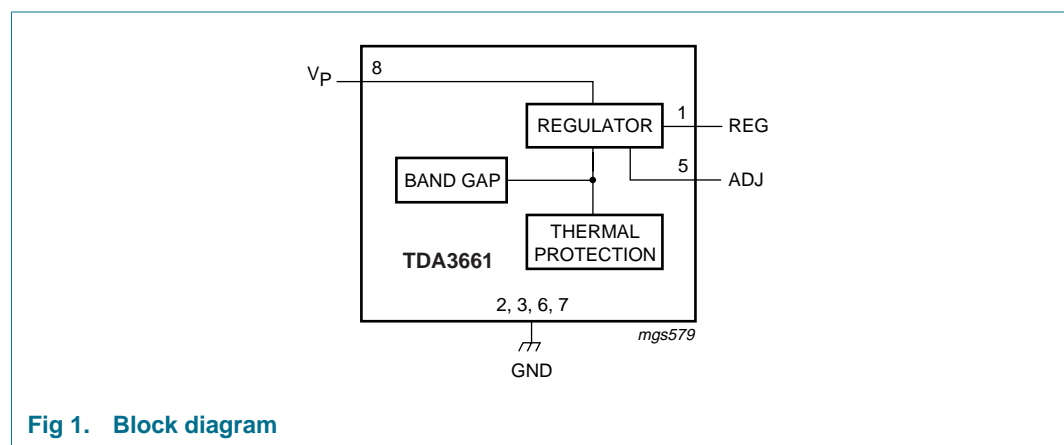 V_P
8
REGULATOR
1
REG
5
ADJ
BAND GAP
THERMAL
PROTECTION
TDA3661
2, 3, 6, 7
mgs579
GND
Fig 1. Block diagram